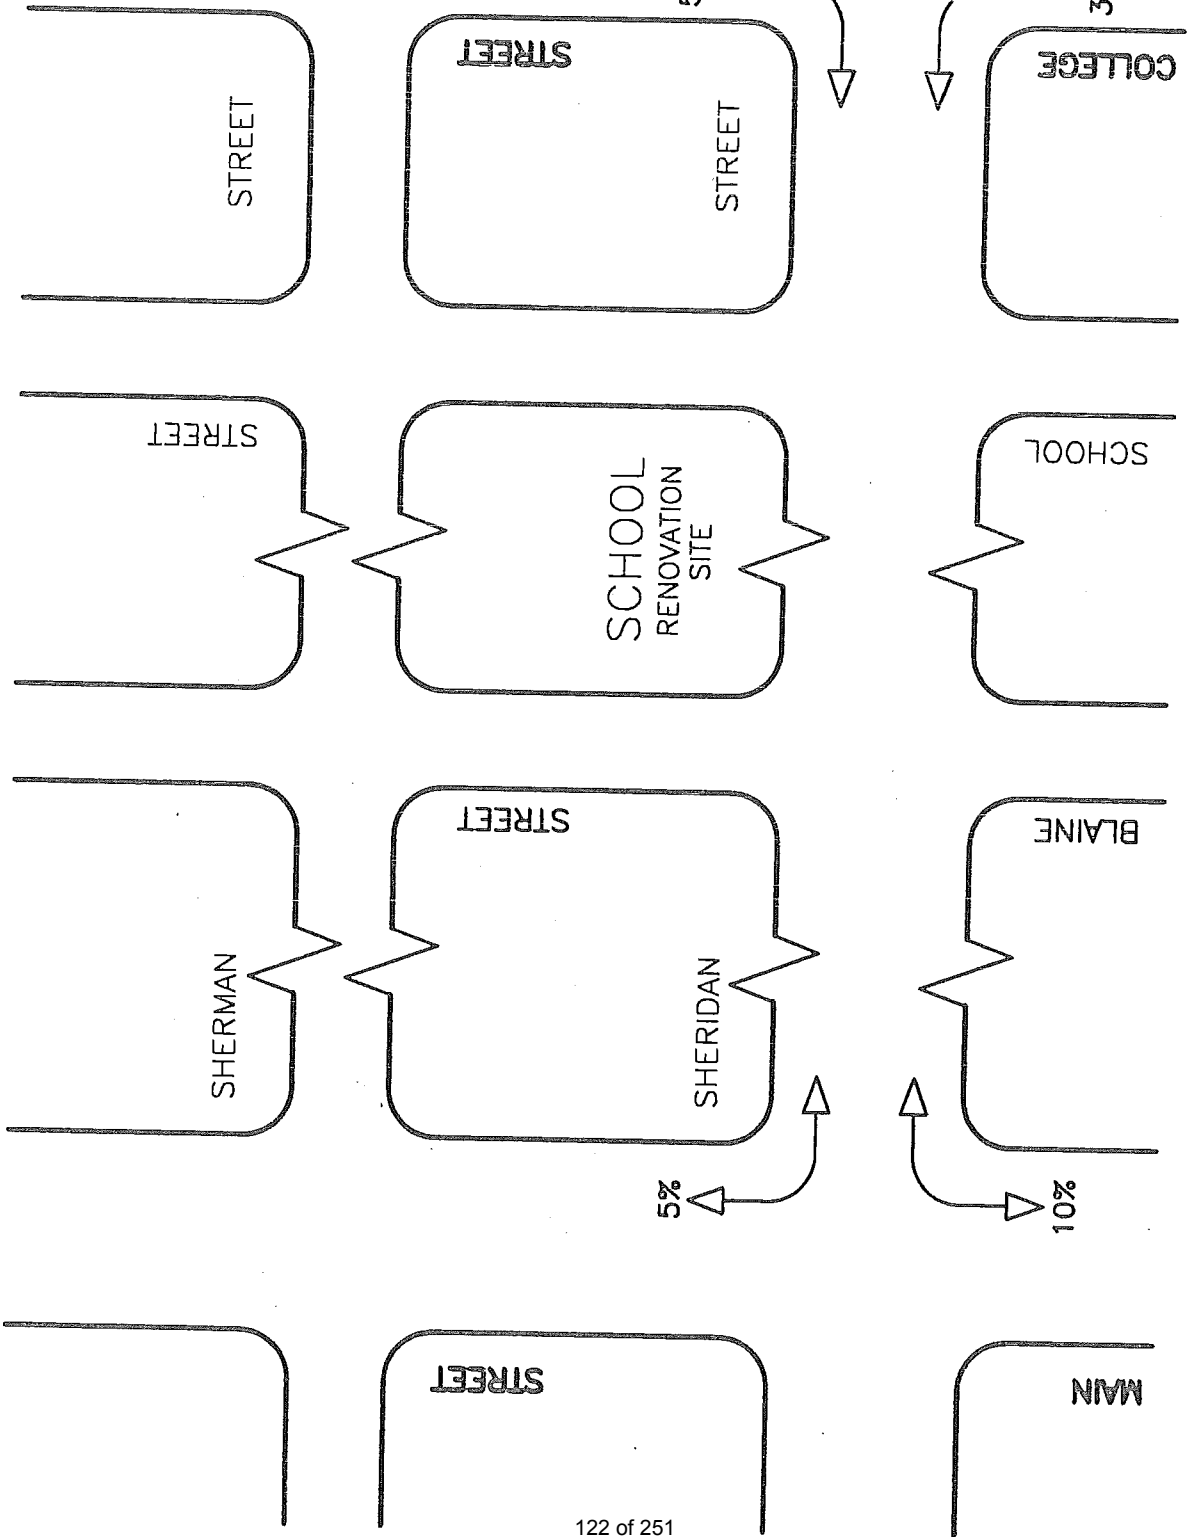 COLLEGE STREET
STREET
STREET
SCHOOL STREET
SCHOOL
RENOVATION
SITE
BLAINE STREET
SHERMAN
SHERIDAN
5%
10%
MAIN STREET
122 of 251